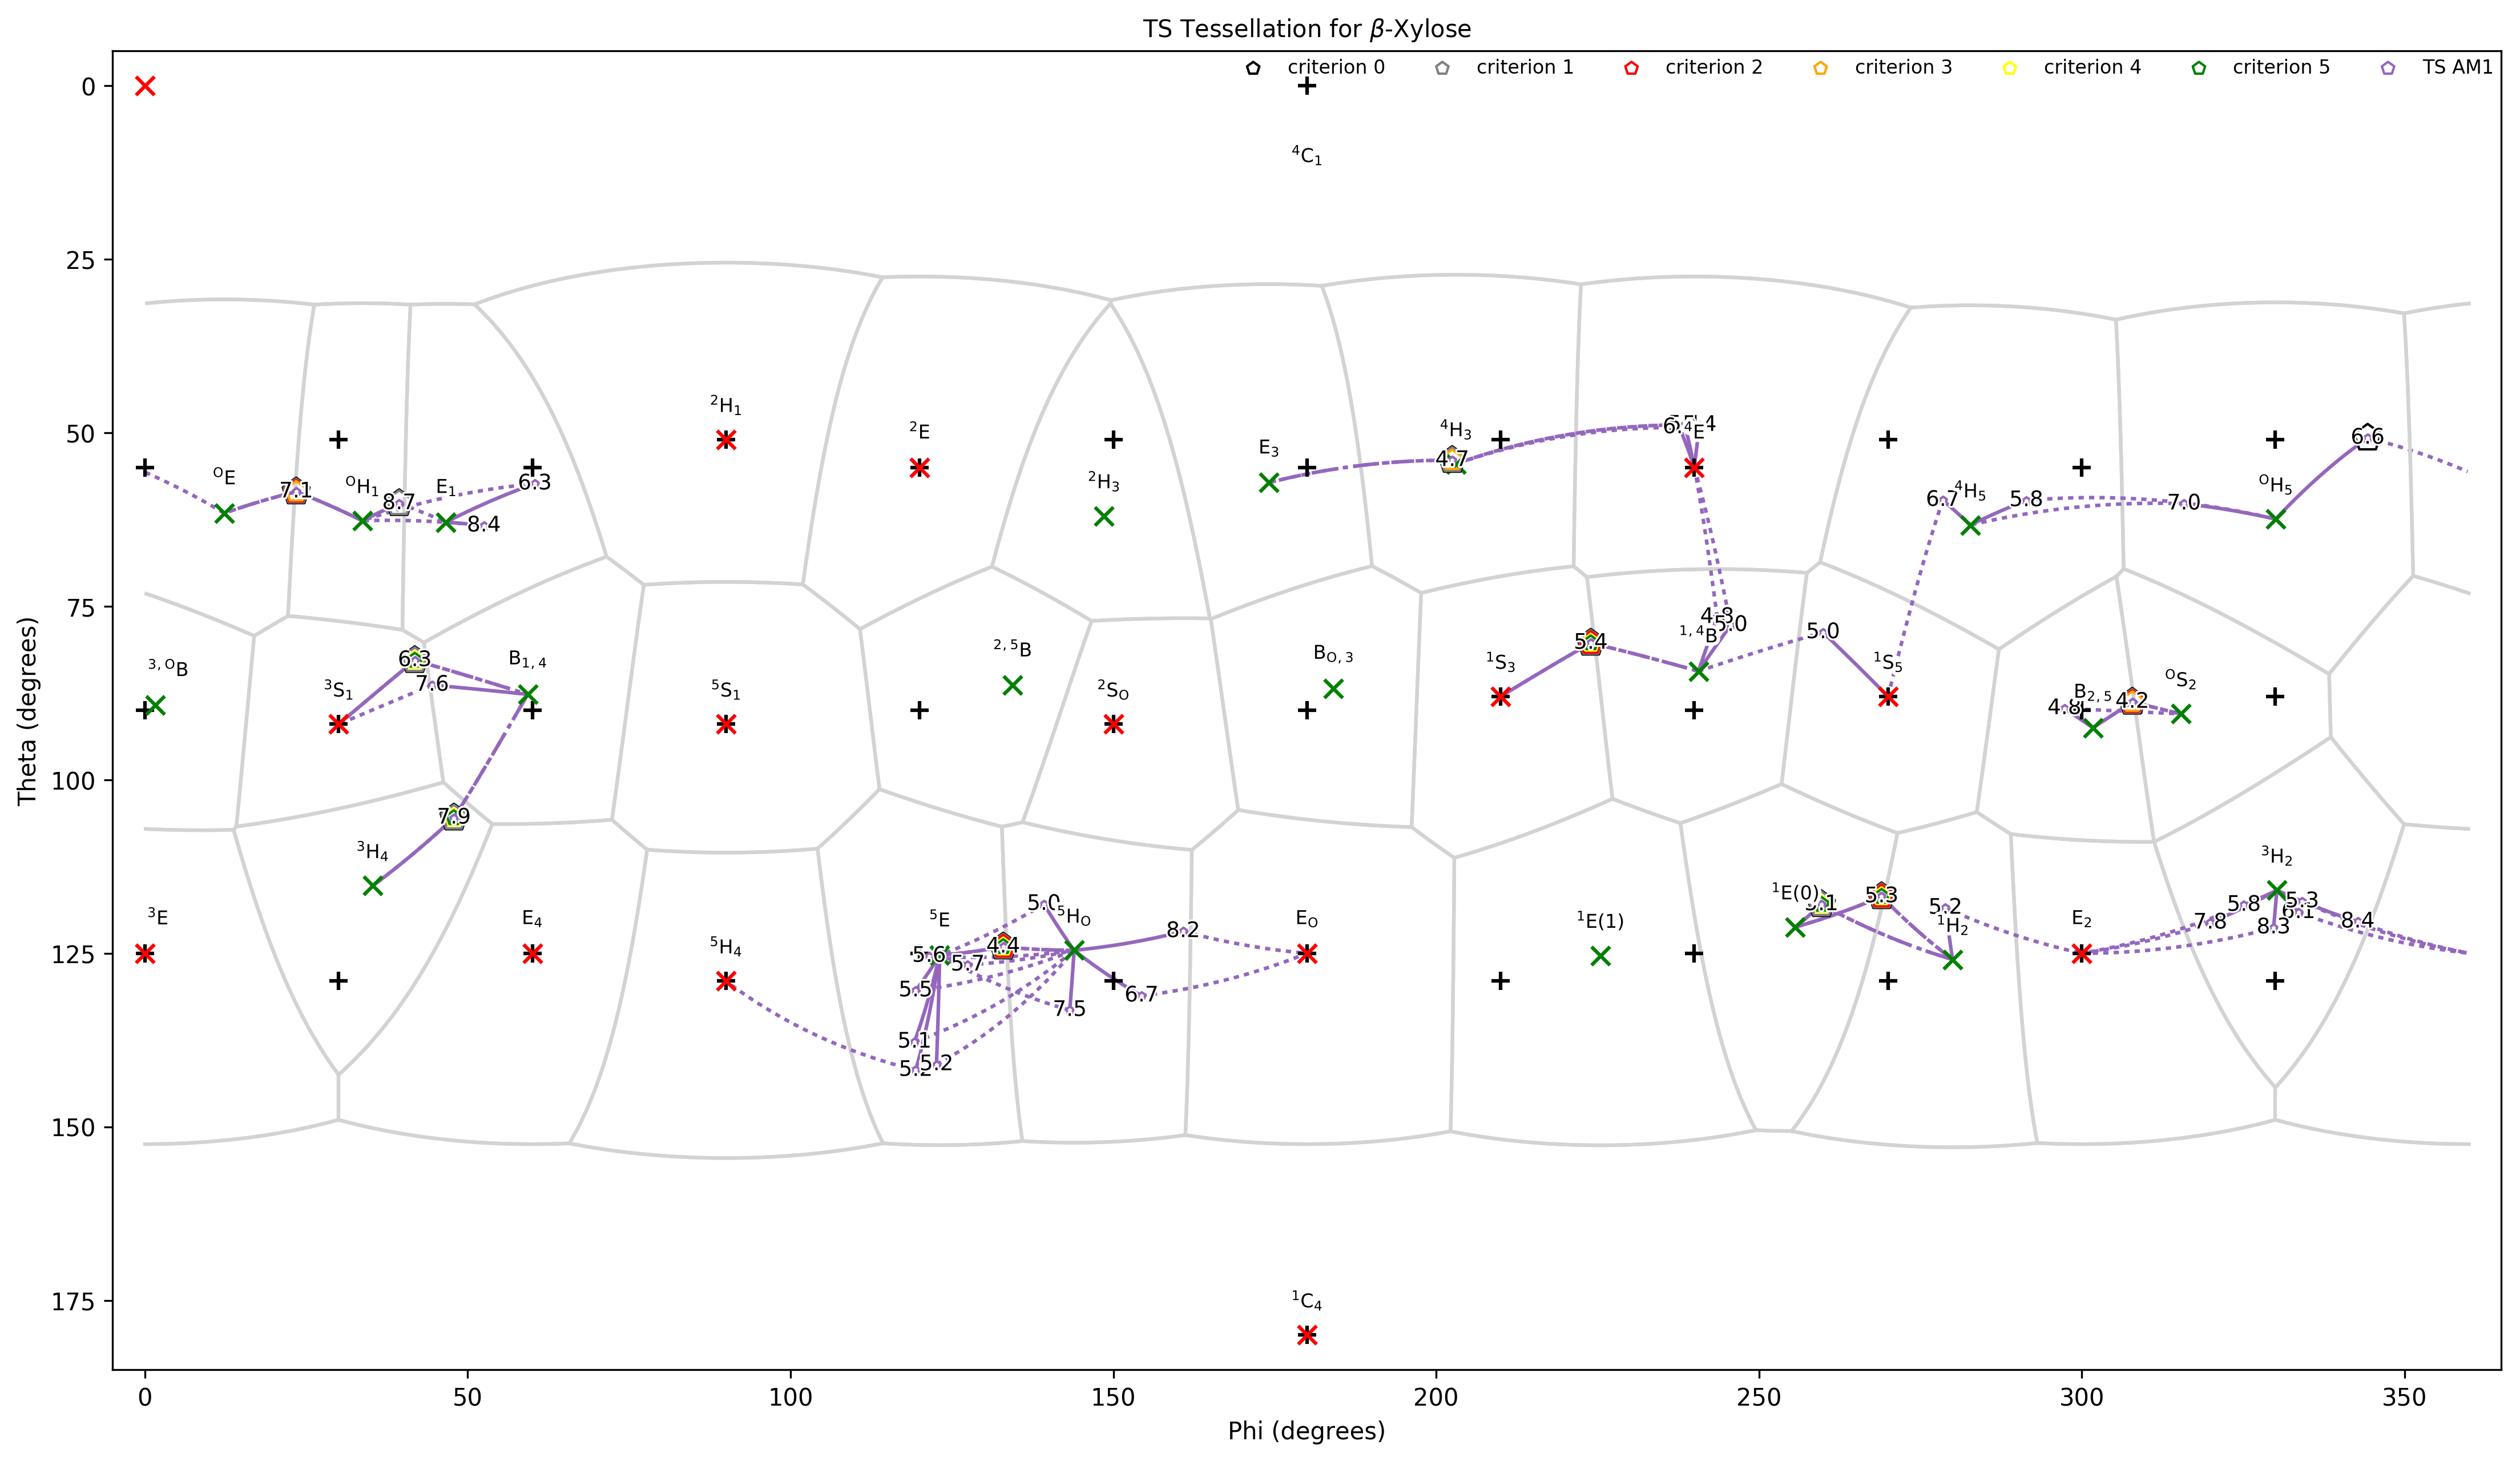 TS Tessellation for β-Xylose
criterion 0 criterion 1 criterion 2 criterion 3 criterion 4 criterion 5 TS AM1
Theta (degrees)
0
25
50
75
100
125
150
175
⁴C₁
²H₁
²E
E₃
⁴H₃
⁴E
4.7
ᴼE
7.1
ᴼH₁
8.7
E₁
6.3
8.4
²H₃
6.7
⁴H₅
5.8
7.0
ᴼH₅
6.6
³,ᴼB
³S₁
6.3
7.6
B₁,₄
⁵S₁
²,⁵B
²Sₒ
Bₒ,₃
¹S₃
5.4
4.8
5.0
¹,⁴B
5.0
¹S₅
4.8
B₂,₅
4.2
ᴼS₂
7.9
³H₄
³E
E₄
⁵H₄
⁵E
5.6
4.4
5.7
5.5
5.1
5.2
5.2
5.0
⁵Hₒ
7.5
6.7
8.2
Eₒ
¹E(1)
¹E(0)
5.3
5.2
¹H₂
E₂
³H₂
7.8
5.8
8.3
5.3
8.4
¹C₄
0 50 100 150 200 250 300 350
Phi (degrees)